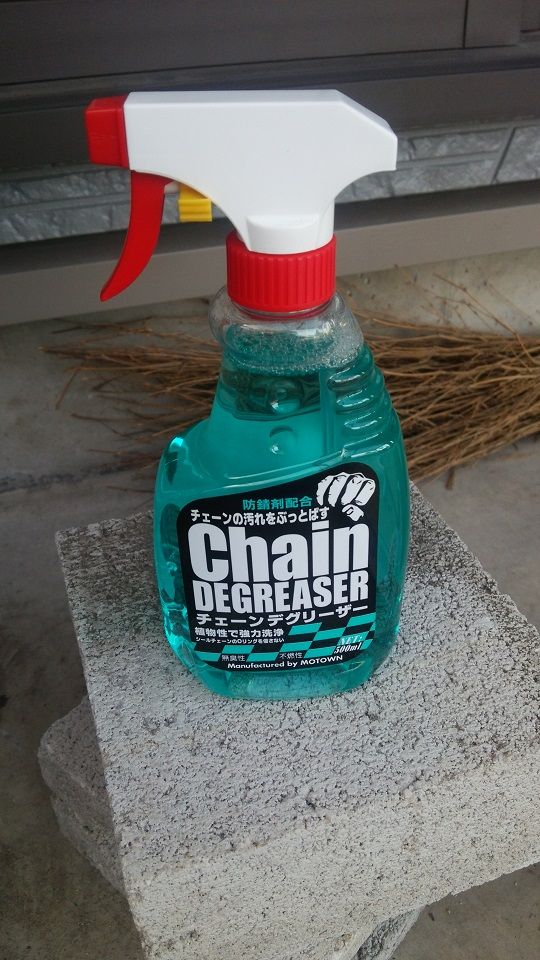 防錆剤配合
チェーンの汚れをぶっとばす
Chain
DEGREASER
チェーンデグリーザー
植物性で強力洗浄
シールチェーンのOリングを侵さない
無臭性 不燃性
NET:
500ml
Manufactured by MOTOWN